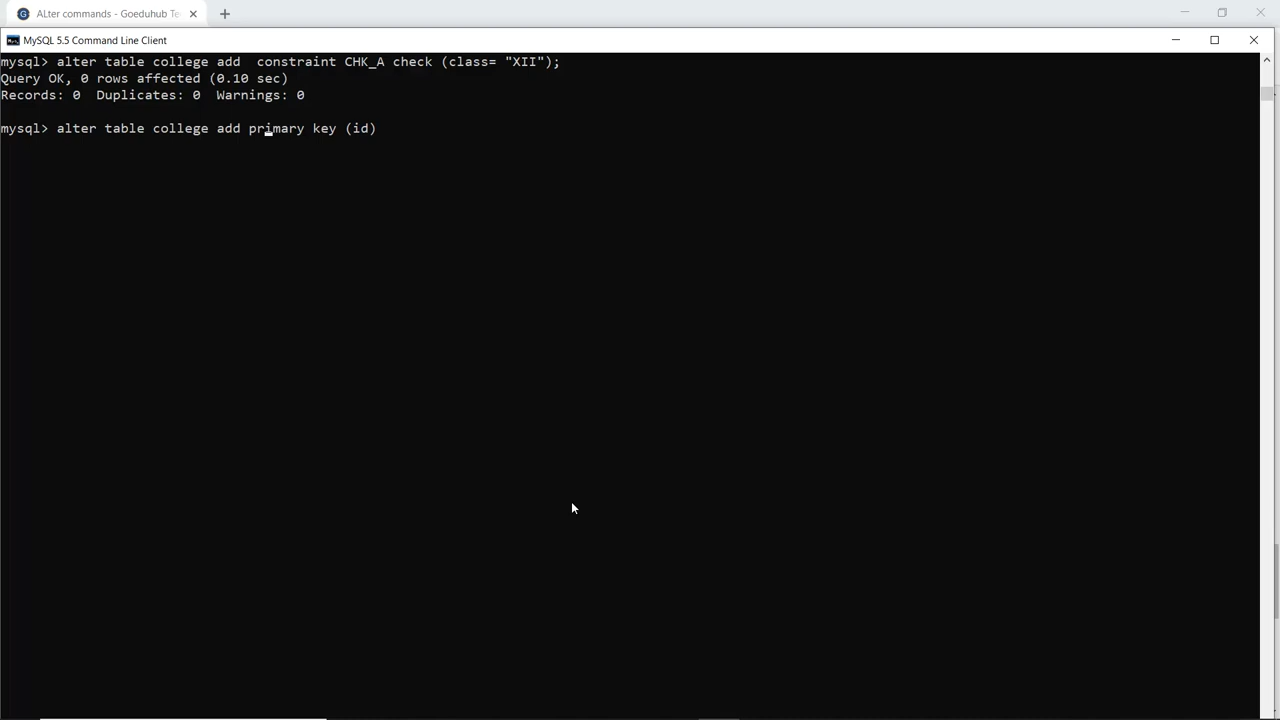 ALter commands - Goeduhub Te
MySQL 5.5 Command Line Client
mysql> alter table college add  constraint CHK_A check (class= "XII");
Query OK, 0 rows affected (0.10 sec)
Records: 0  Duplicates: 0  Warnings: 0
mysql> alter table college add primary key (id)